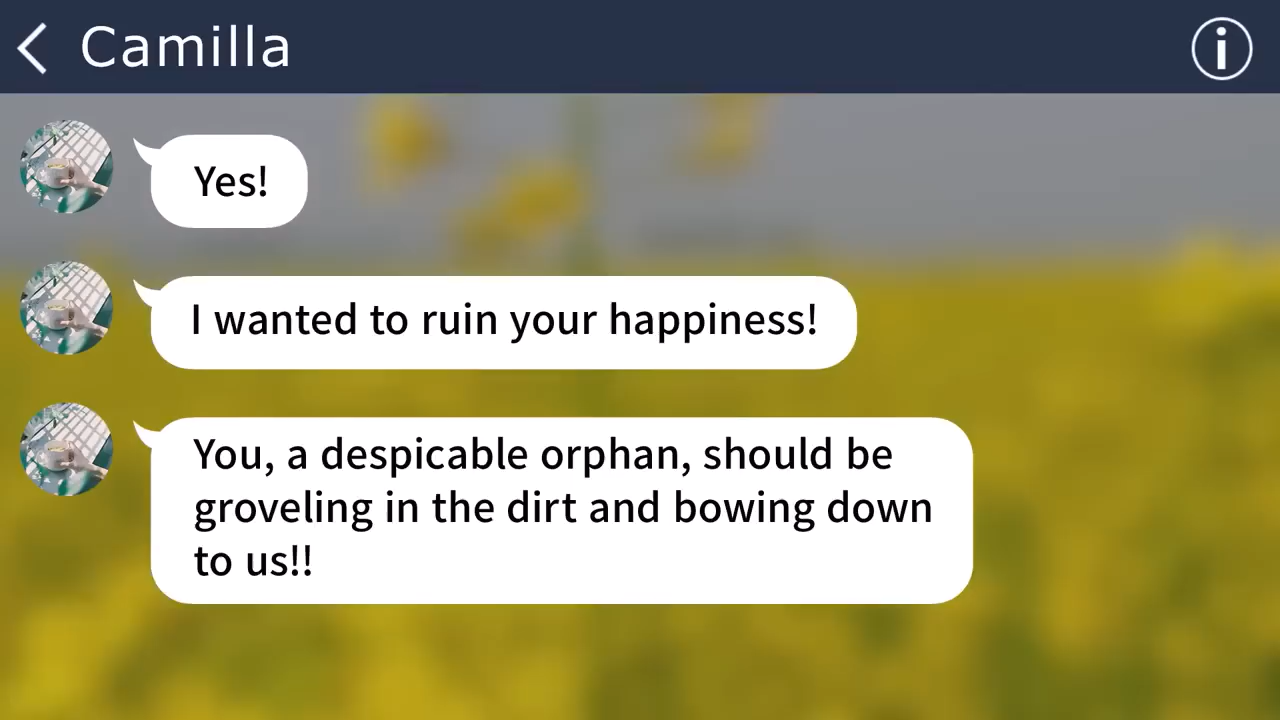 Camilla
Yes!
I wanted to ruin your happiness!
You, a despicable orphan, should be
groveling in the dirt and bowing down
to us!!